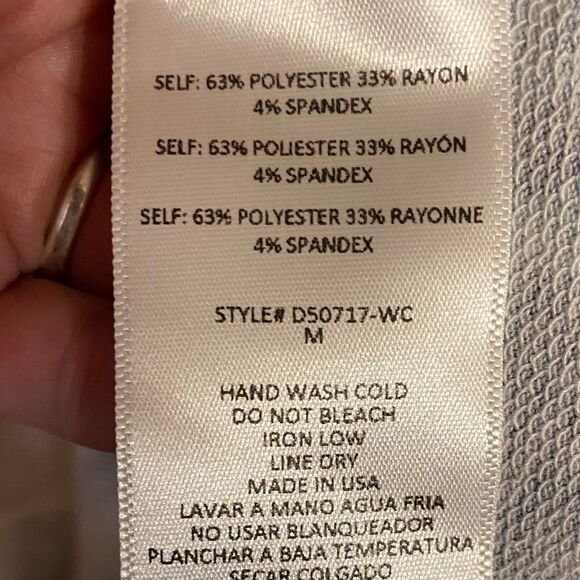 SELF: 63% POLYESTER 33% RAYON
4% SPANDEX
SELF: 63% POLIESTER 33% RAYÓN
4% SPANDEX
SELF: 63% POLYESTER 33% RAYONNE
4% SPANDEX
STYLE# D50717-WC
M
HAND WASH COLD
DO NOT BLEACH
IRON LOW
LINE DRY
MADE IN USA
LAVAR A MANO AGUA FRIA
NO USAR BLANQUEADOR
PLANCHAR A BAJA TEMPERATURA
SECAR COLGADO